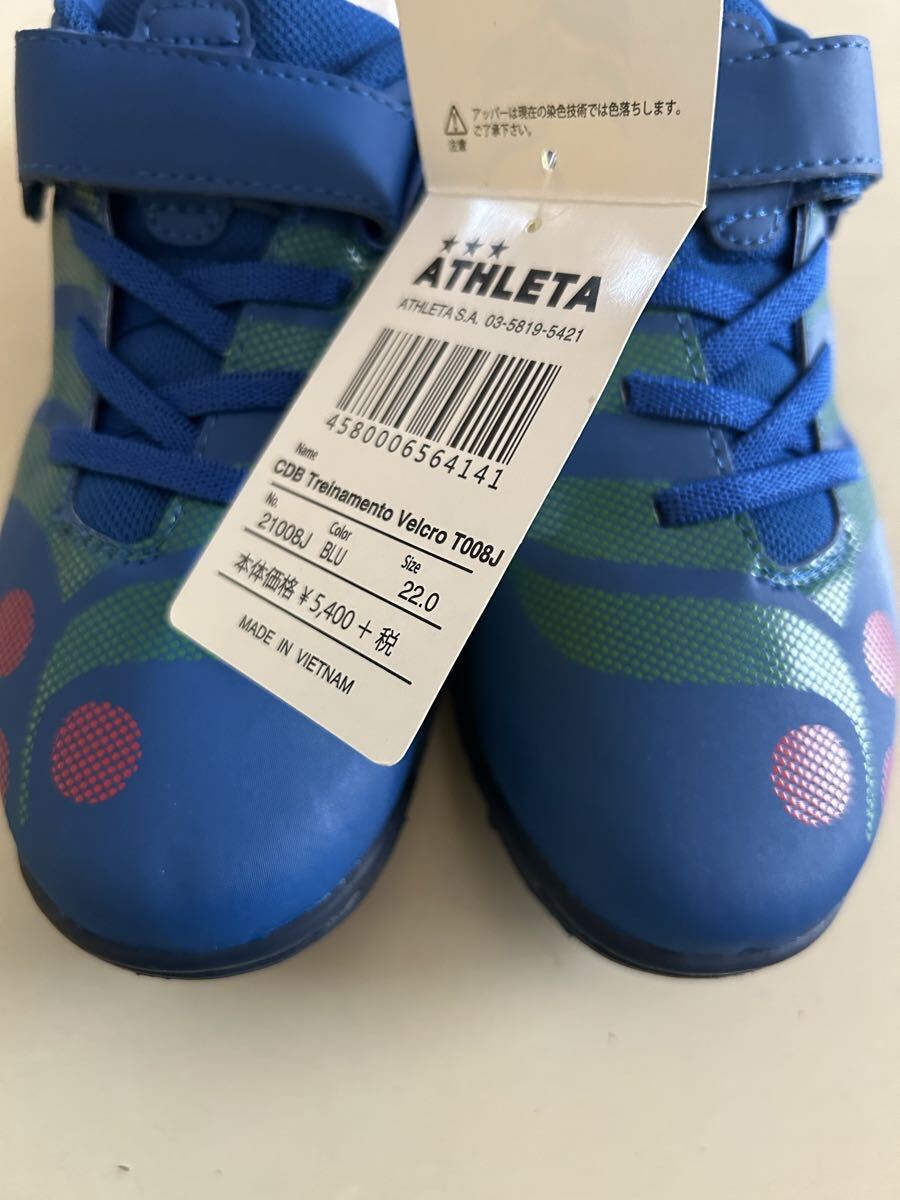 アッパーは現在の染色技術では色落ちします。
ご了承下さい。
注意
ATHLETA
ATHLETA S.A. 03-5819-5421
4580006564141
Name
CDB Treinamento Velcro T008J
No. Color Size
21008J BLU 22.0
本体価格 ¥5,400 + 税
MADE IN VIETNAM